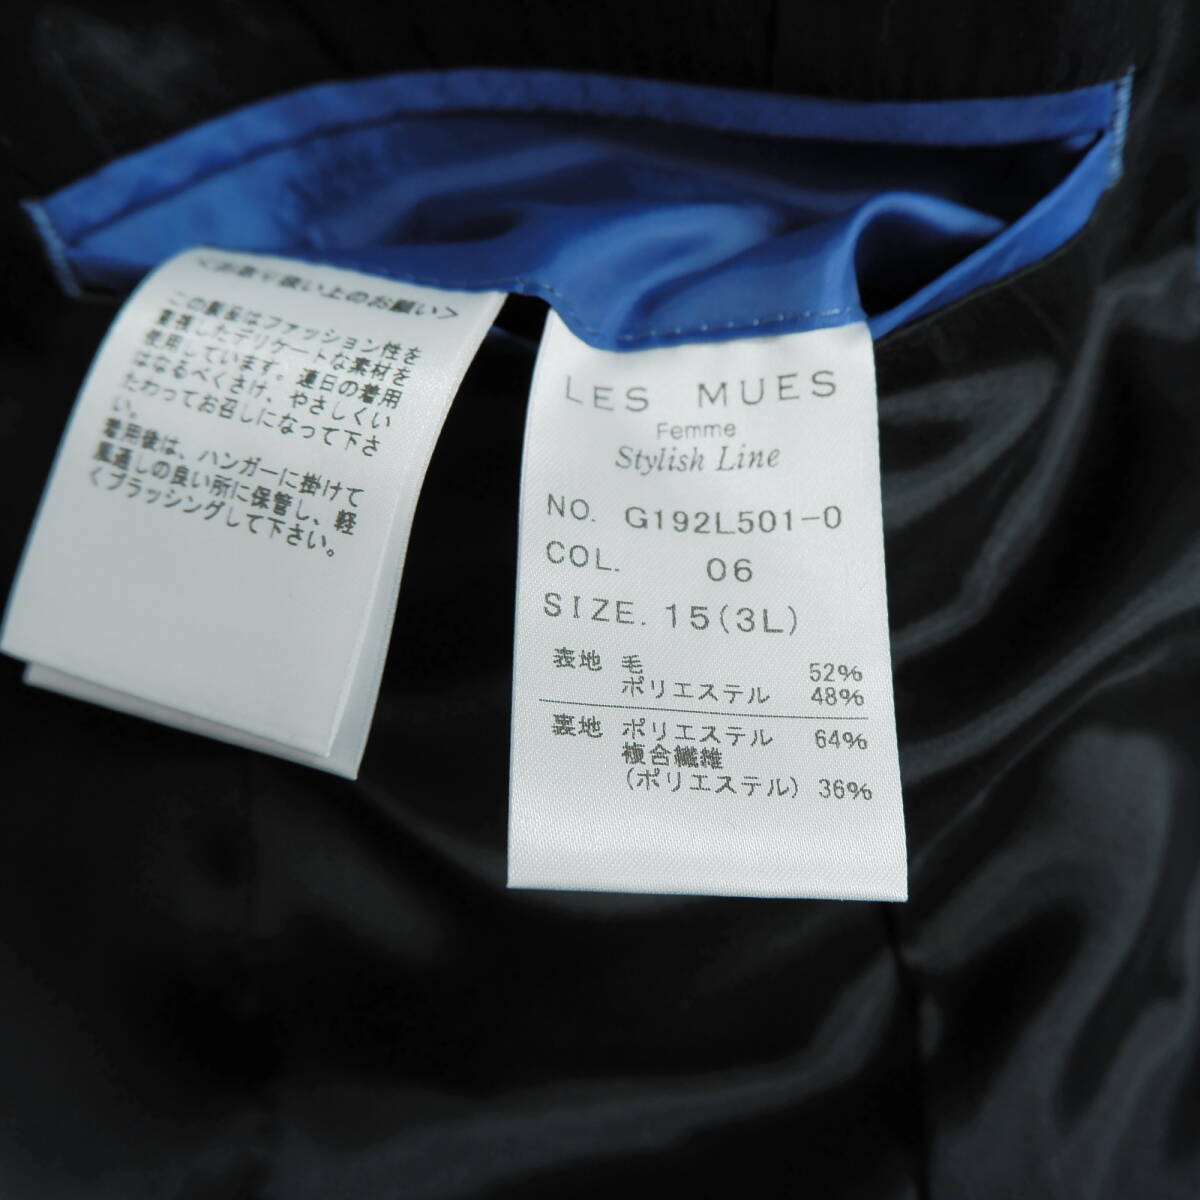 ＜お取り扱い上のお願い＞
この製品はファッション性を
重視したデリケートな素材を
使用しています。連日の着用
はなるべくさけ、やさしくい
たわってお召しになって下さ
い。
着用後は、ハンガーに掛けて
風通しの良い所に保管し、軽
くブラッシングして下さい。
LES MUES
Femme
Stylish Line
NO. G192L501-0
COL. 06
SIZE. 15(3L)
表地 毛 52%
ポリエステル 48%
裏地 ポリエステル 64%
複合繊維
(ポリエステル) 36%